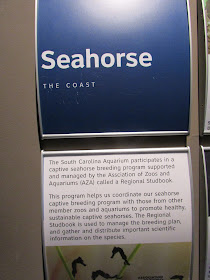 Seahorse
THE COAST
The South Carolina Aquarium participates in a
captive seahorse breeding program supported
and managed by the Assciation of Zoos and
Aquariums (AZA) called a Regional Studbook.
This program helps us coordinate our seahorse
captive breeding program with those from other
member zoos and aquariums to promote healthy,
sustainable captive seahorses. The Regional
Studbook is used to manage the breeding plan,
and gather and distribute important scientific
information on the species.